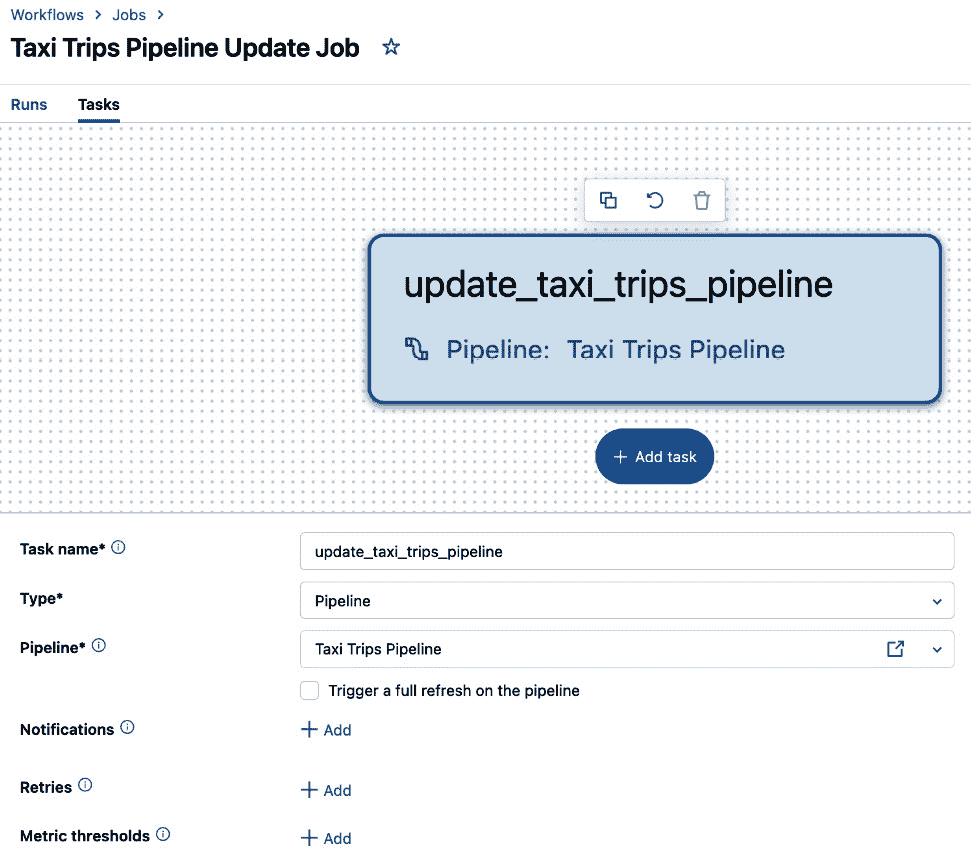 Workflows > Jobs >
Taxi Trips Pipeline Update Job
Runs Tasks
update_taxi_trips_pipeline
Pipeline: Taxi Trips Pipeline
+ Add task
Task name* update_taxi_trips_pipeline
Type* Pipeline
Pipeline* Taxi Trips Pipeline
Trigger a full refresh on the pipeline
Notifications + Add
Retries + Add
Metric thresholds + Add